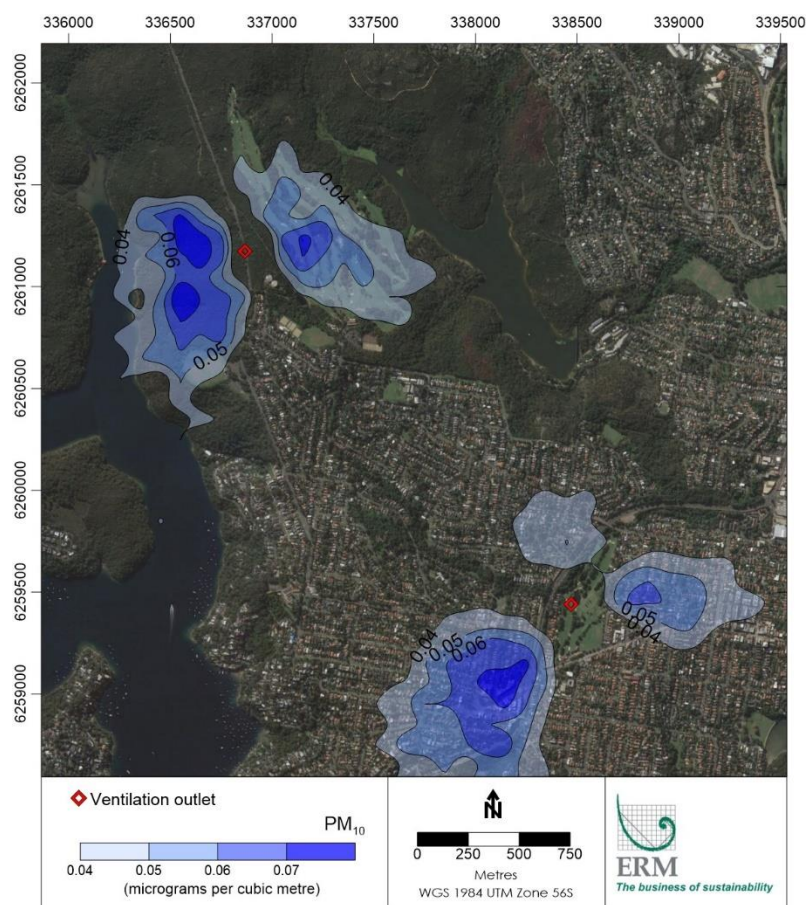 336000 336500 337000 337500 338000 338500 339000 339500
6262000
6261500
6261000
6260500
6260000
6259500
6259000
0.04
0.04
0.06
0.05
0.05
0.04
0.04
0.05
0.06
Ventilation outlet
PM10
0.04 0.05 0.06 0.07
(micrograms per cubic metre)
N
0 250 500 750
Metres
WGS 1984 UTM Zone 56S
ERM
The business of sustainability